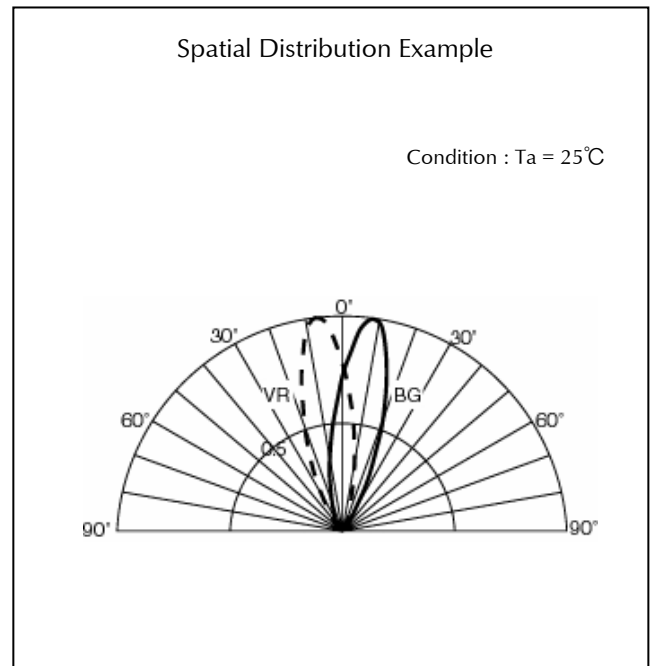 Spatial Distribution Example
Condition : Ta = 25℃
0°
30°
30°
VR
BG
60°
60°
0.5
90°
90°